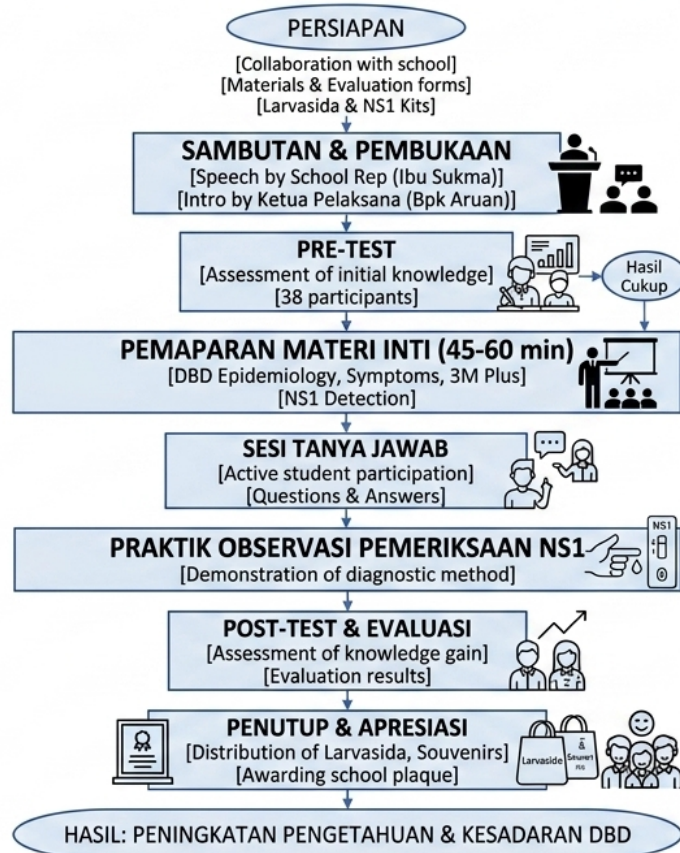 PERSIAPAN
[Collaboration with school]
[Materials & Evaluation forms]
[Larvasida & NS1 Kits]
SAMBUTAN & PEMBUKAAN
[Speech by School Rep (Ibu Sukma)]
[Intro by Ketua Pelaksana (Bpk Aruan)]
PRE-TEST
[Assessment of initial knowledge]
[38 participants]
Hasil
Cukup
PEMAPARAN MATERI INTI (45-60 min)
[DBD Epidemiology, Symptoms, 3M Plus]
[NS1 Detection]
SESI TANYA JAWAB
[Active student participation]
[Questions & Answers]
PRAKTIK OBSERVASI PEMERIKSAAN NS1
[Demonstration of diagnostic method]
NS1
POST-TEST & EVALUASI
[Assessment of knowledge gain]
[Evaluation results]
PENUTUP & APRESIASI
[Distribution of Larvasida, Souvenirs]
[Awarding school plaque]
Larvaside
HASIL: PENINGKATAN PENGETAHUAN & KESADARAN DBD